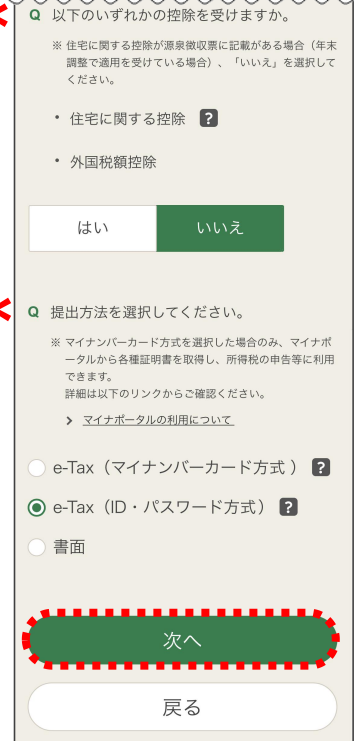 Q 以下のいずれかの控除を受けますか。
※ 住宅に関する控除が源泉徴収票に記載がある場合（年末
調整で適用を受けている場合）、「いいえ」を選択して
ください。
・ 住宅に関する控除 ?
・ 外国税額控除
はい いいえ
Q 提出方法を選択してください。
※ マイナンバーカード方式を選択した場合のみ、マイナポ
ータルから各種証明書を取得し、所得税の申告等に利用
できます。
詳細は以下のリンクからご確認ください。
> マイナポータルの利用について
e-Tax（マイナンバーカード方式 ） ?
e-Tax（ID・パスワード方式） ?
書面
次へ
戻る